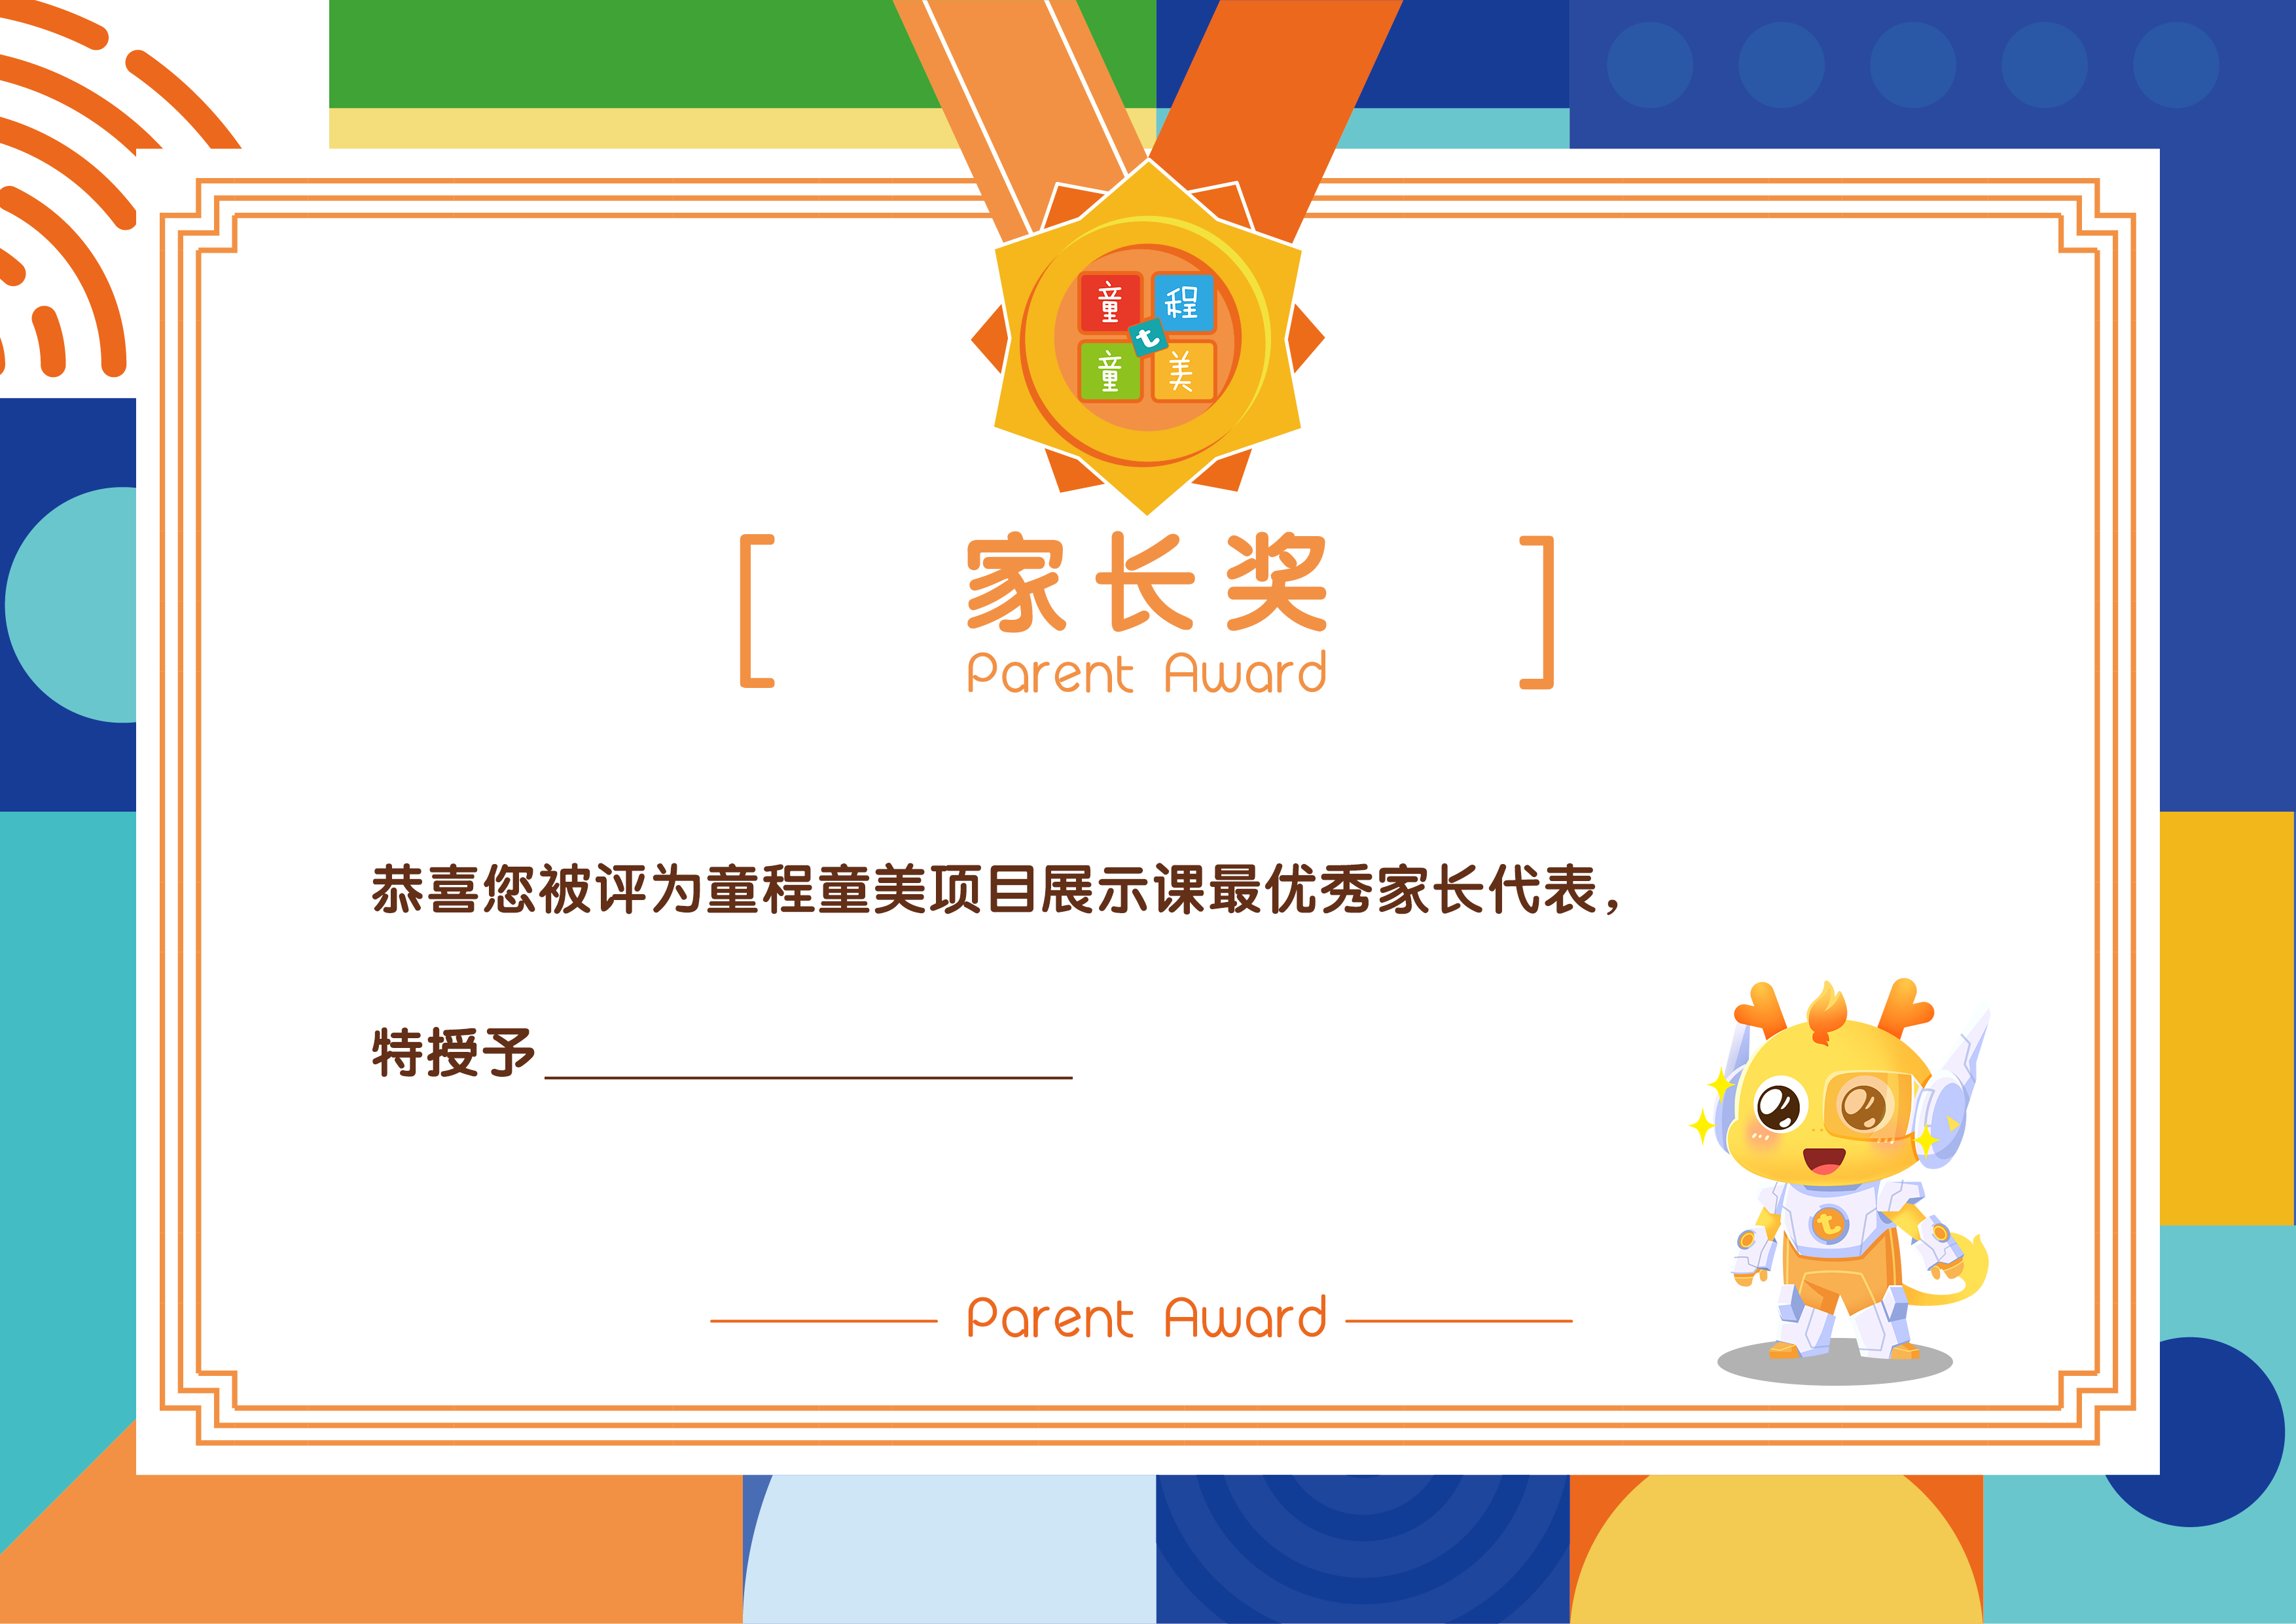 童 程
t
童 美
家长奖
Parent Award
恭喜您被评为童程童美项目展示课最优秀家长代表，
特授予
t
Parent Award